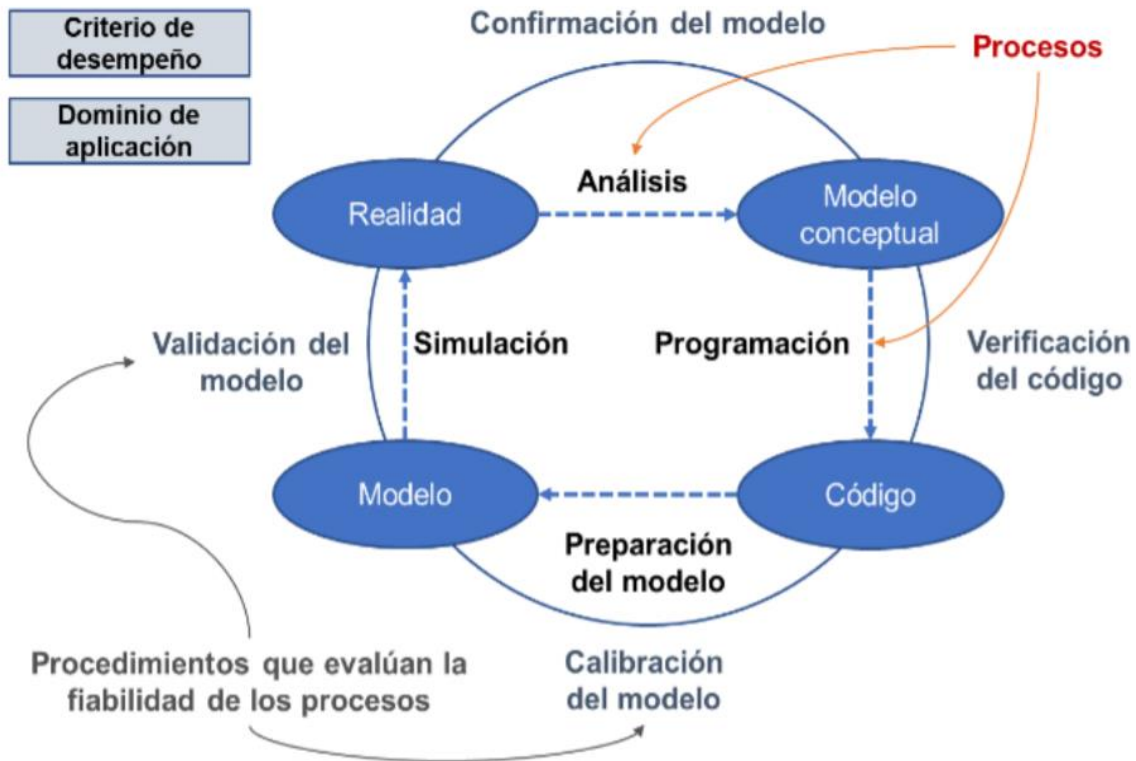 Criterio de
desempeño
Dominio de
aplicación
Confirmación del modelo
Procesos
Análisis
Realidad
Modelo
conceptual
Validación del
modelo
Simulación
Programación
Verificación
del código
Modelo
Código
Preparación
del modelo
Procedimientos que evalúan la
fiabilidad de los procesos
Calibración
del modelo